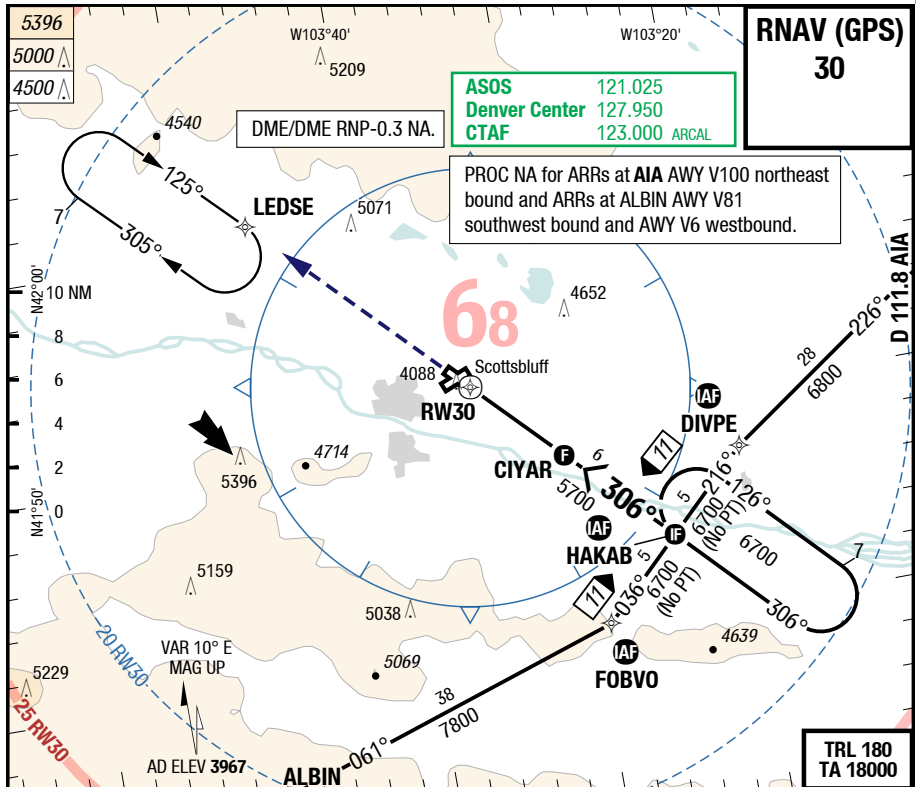 5396
5000
4500
W103°40'
W103°20'
5209
RNAV (GPS)
30
ASOS 121.025
Denver Center 127.950
CTAF 123.000 ARCAL
DME/DME RNP-0.3 NA.
4540
PROC NA for ARRs at AIA AWY V100 northeast
bound and ARRs at ALBIN AWY V81
southwest bound and AWY V6 westbound.
125°
LEDSE
5071
7
305°
N42°00'
10 NM
68
4652
D 111.8 AIA
226°
28
6800
8
4088
Scottsbluff
6
RW30
IAF
DIVPE
4
11
CIYAR
F
6
5700
306°
216°
5
6700
(No PT)
126°
4714
2
5396
N41°50'
0
IAF
HAKAB
IF
6700
7
5
6700
(No PT)
036°
11
306°
5159
5038
4639
20 RW30
VAR 10° E
MAG UP
5069
IAF
FOBVO
5229
25 RW30
38
7800
061°
AD ELEV 3967
ALBIN
TRL 180
TA 18000